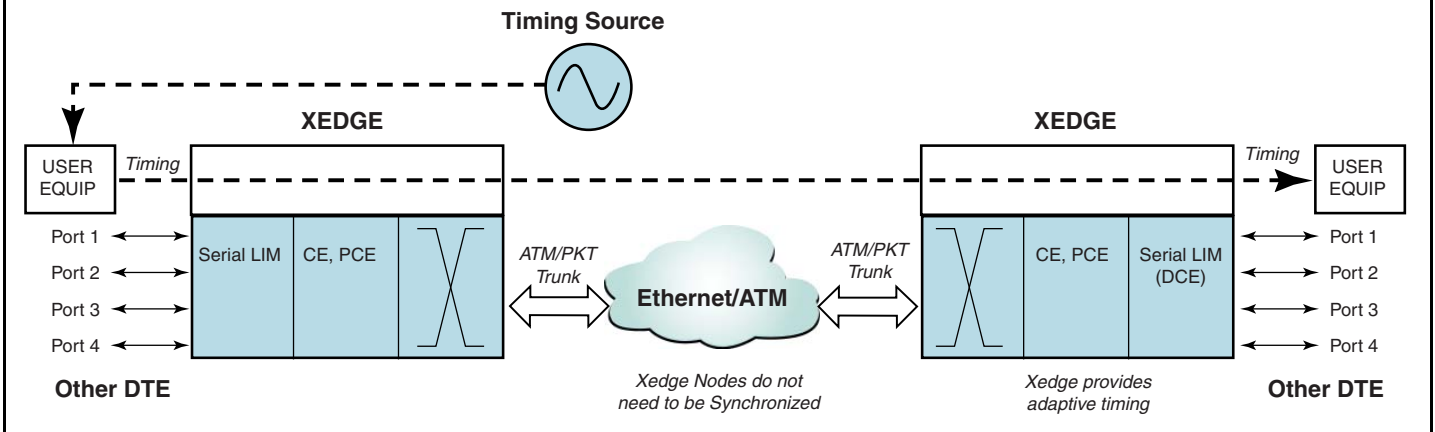 Timing Source
XEDGE
XEDGE
USER
EQUIP
Timing
Timing
USER
EQUIP
Port 1
Port 2
Port 3
Port 4
Other DTE
Serial LIM
CE, PCE
ATM/PKT
Trunk
Ethernet/ATM
ATM/PKT
Trunk
CE, PCE
Serial LIM
(DCE)
Port 1
Port 2
Port 3
Port 4
Other DTE
Xedge Nodes do not
need to be Synchronized
Xedge provides
adaptive timing